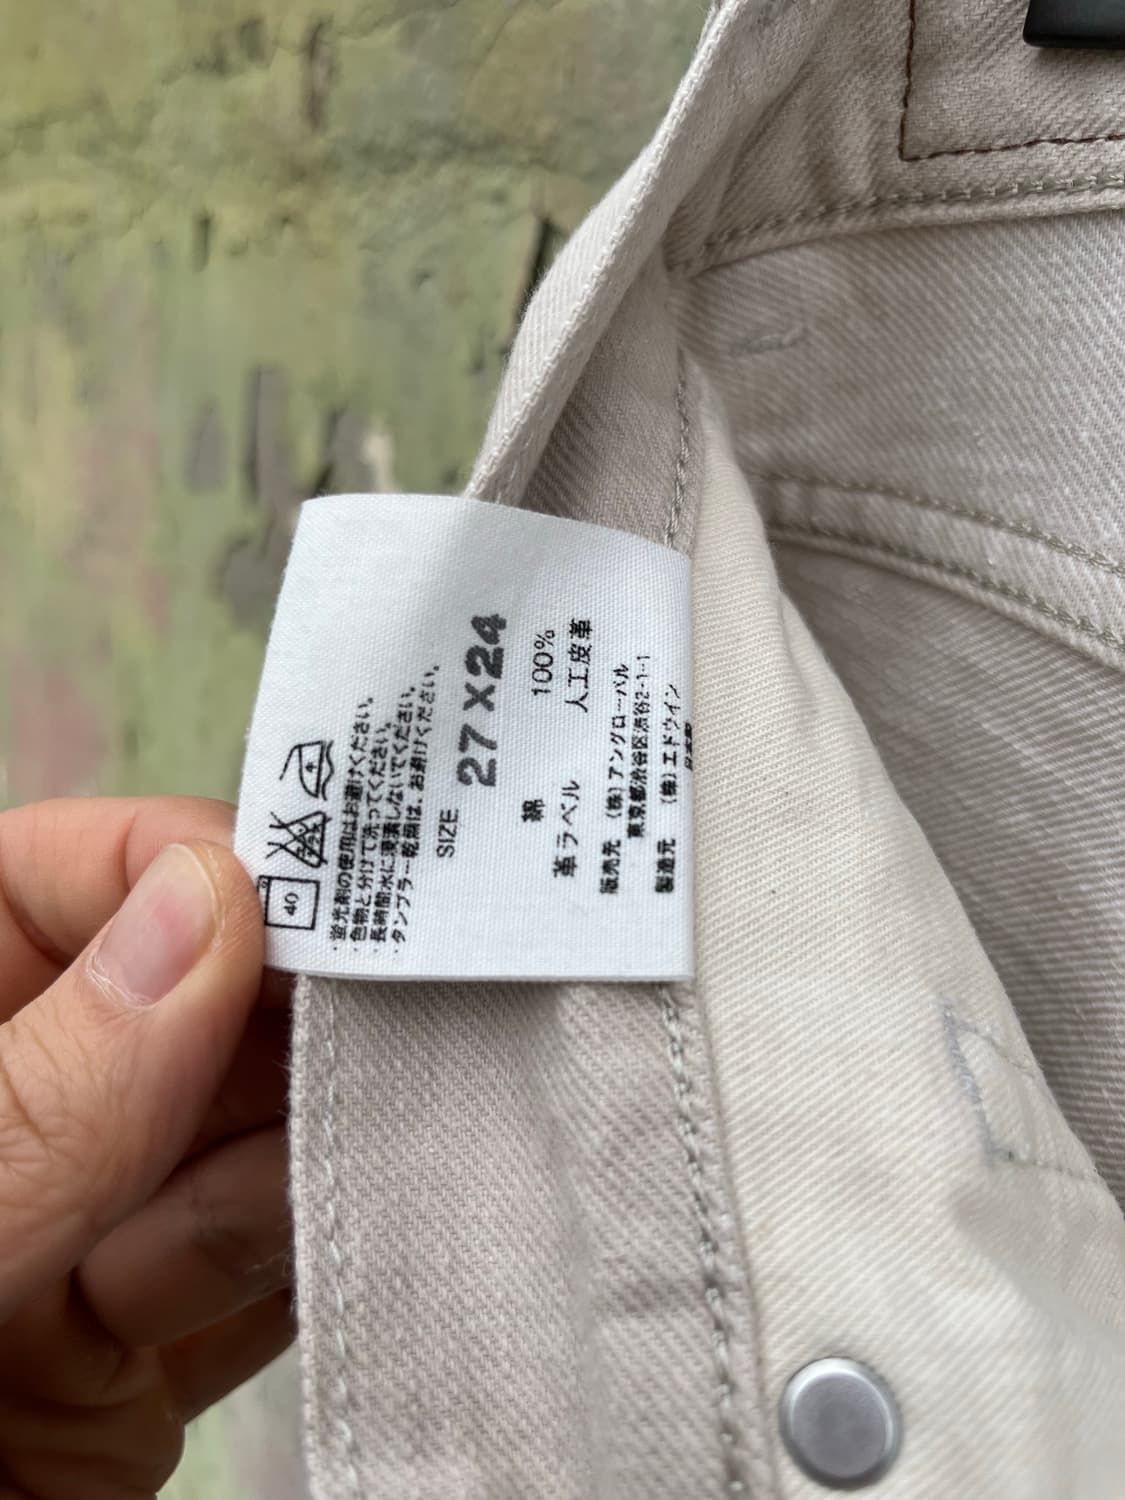 40
・蛍光剤の使用はお避けください。
・色物と分けて洗ってください。
・長時間水に浸漬しないでください。
・タンブラー乾燥は、お避けください。
SIZE 27×24
綿 100%
革ラベル 人工皮革
販売元 (株)アングローバル
東京都渋谷区渋谷2-1-1
製造元 (株)エドウイン